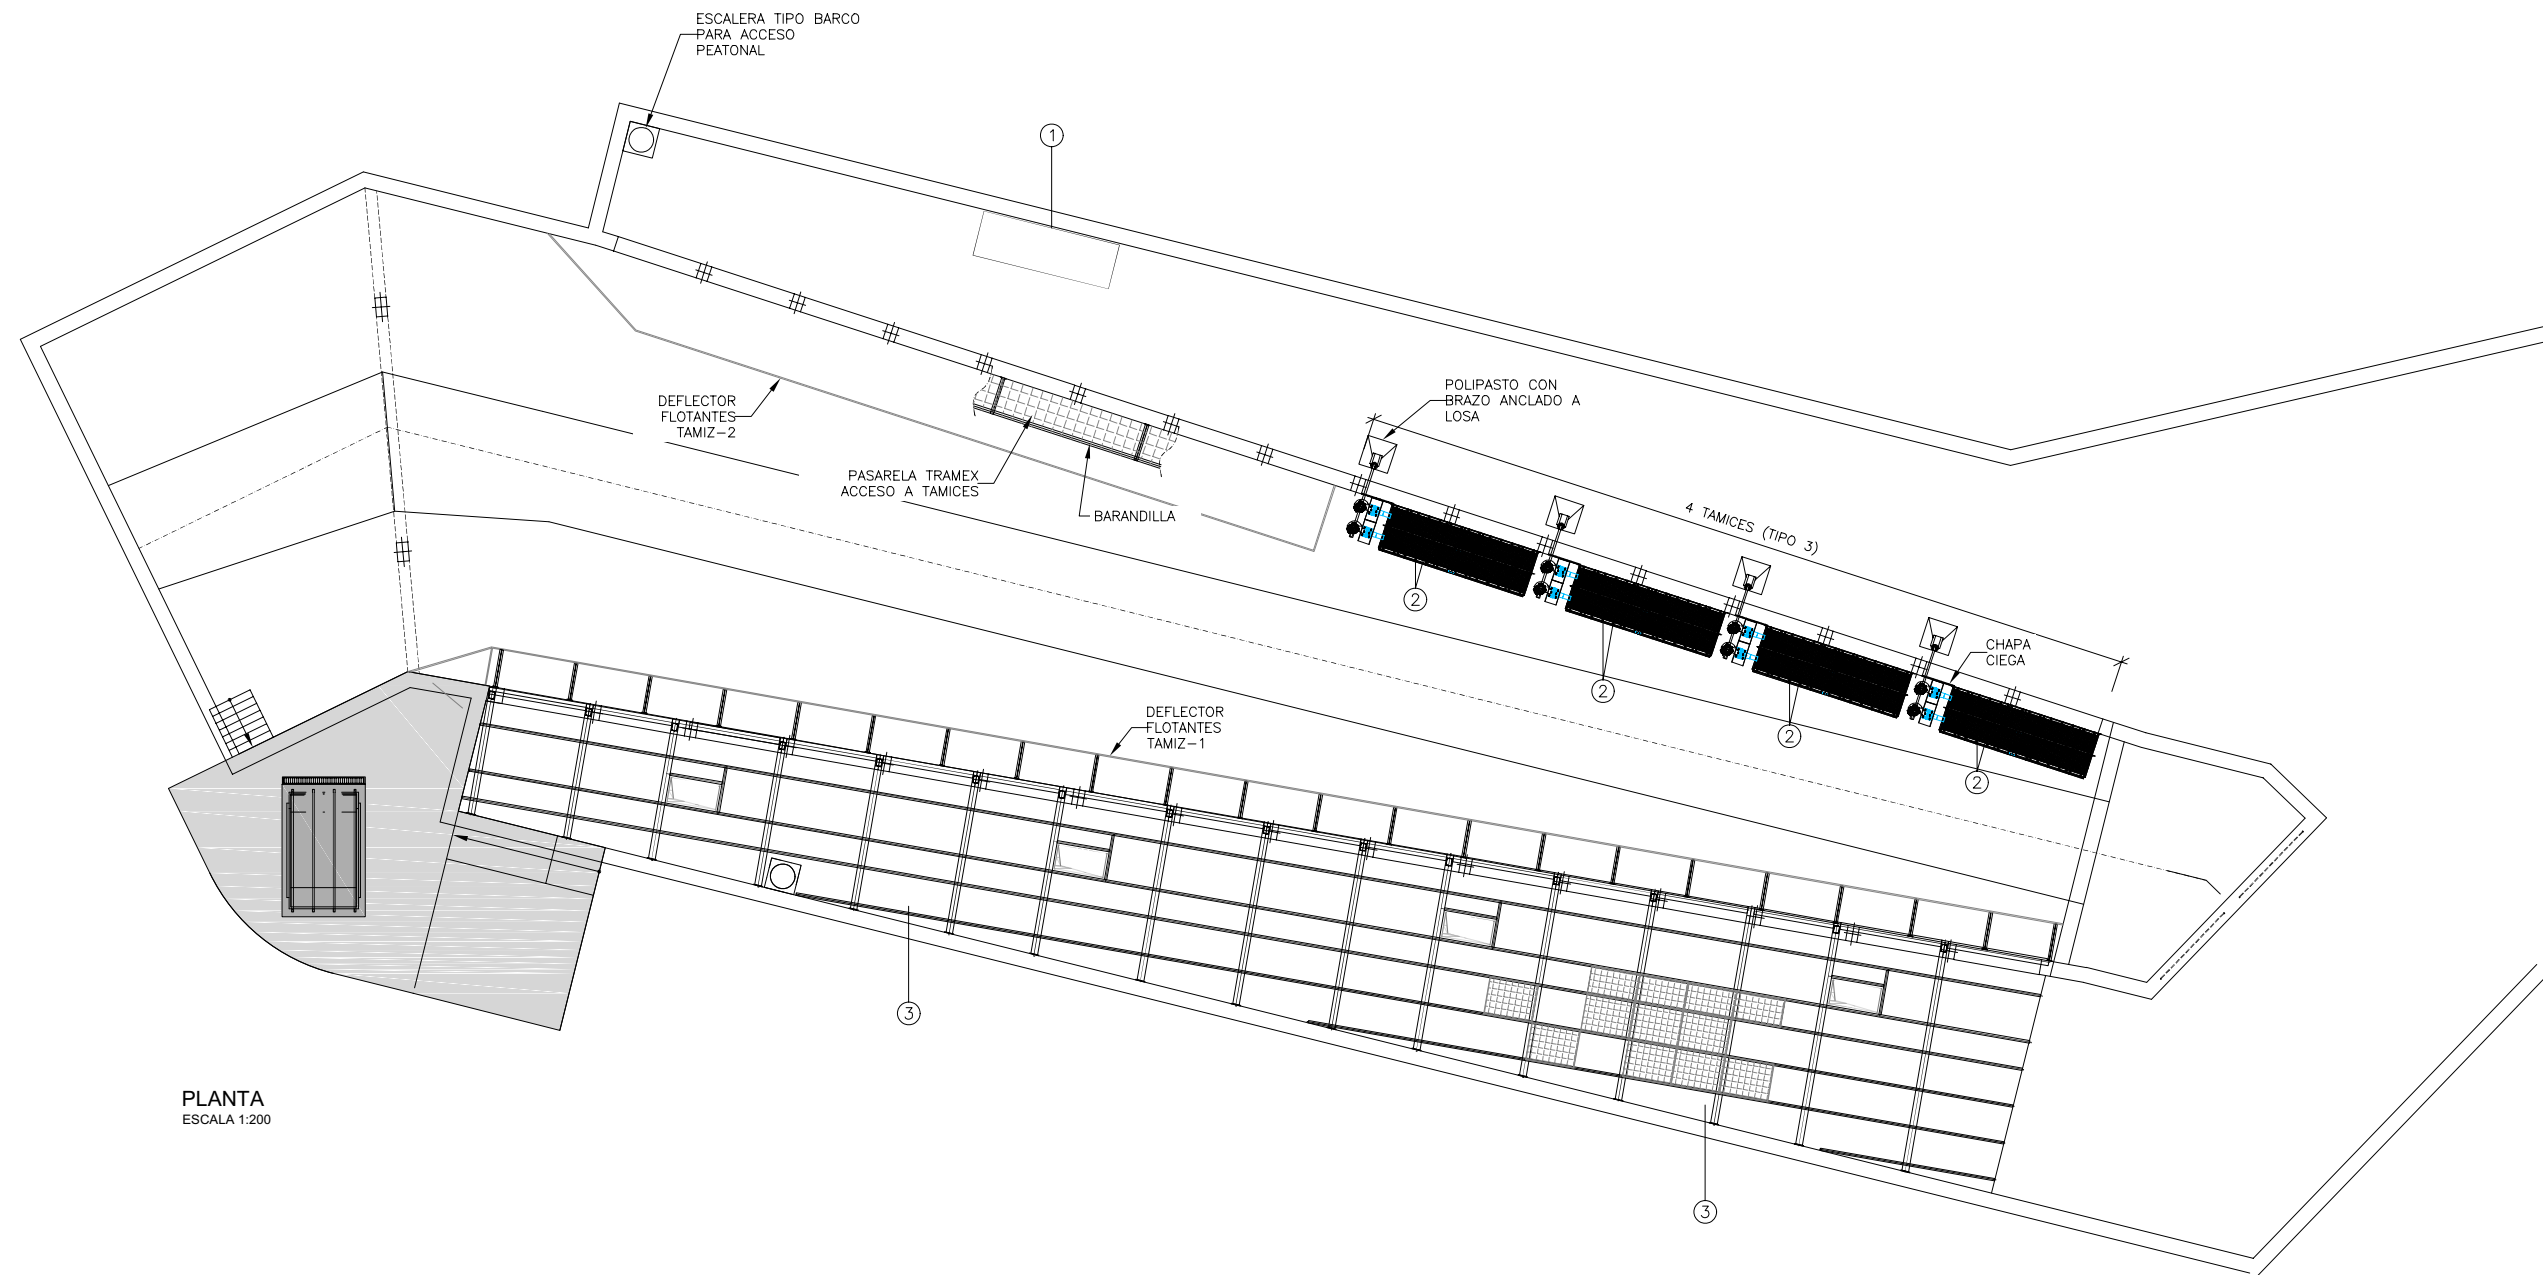 ESCALERA TIPO BARCO
PARA ACCESO
PEATONAL
1
POLIPASTO CON
BRAZO ANCLADO A
LOSA
DEFLECTOR
FLOTANTES
TAMIZ-2
PASARELA TRAMEX
ACCESO A TAMICES
BARANDILLA
4 TAMICES (TIPO 3)
2
2
2
2
CHAPA
CIEGA
DEFLECTOR
FLOTANTES
TAMIZ-1
3
3
PLANTA
ESCALA 1:200